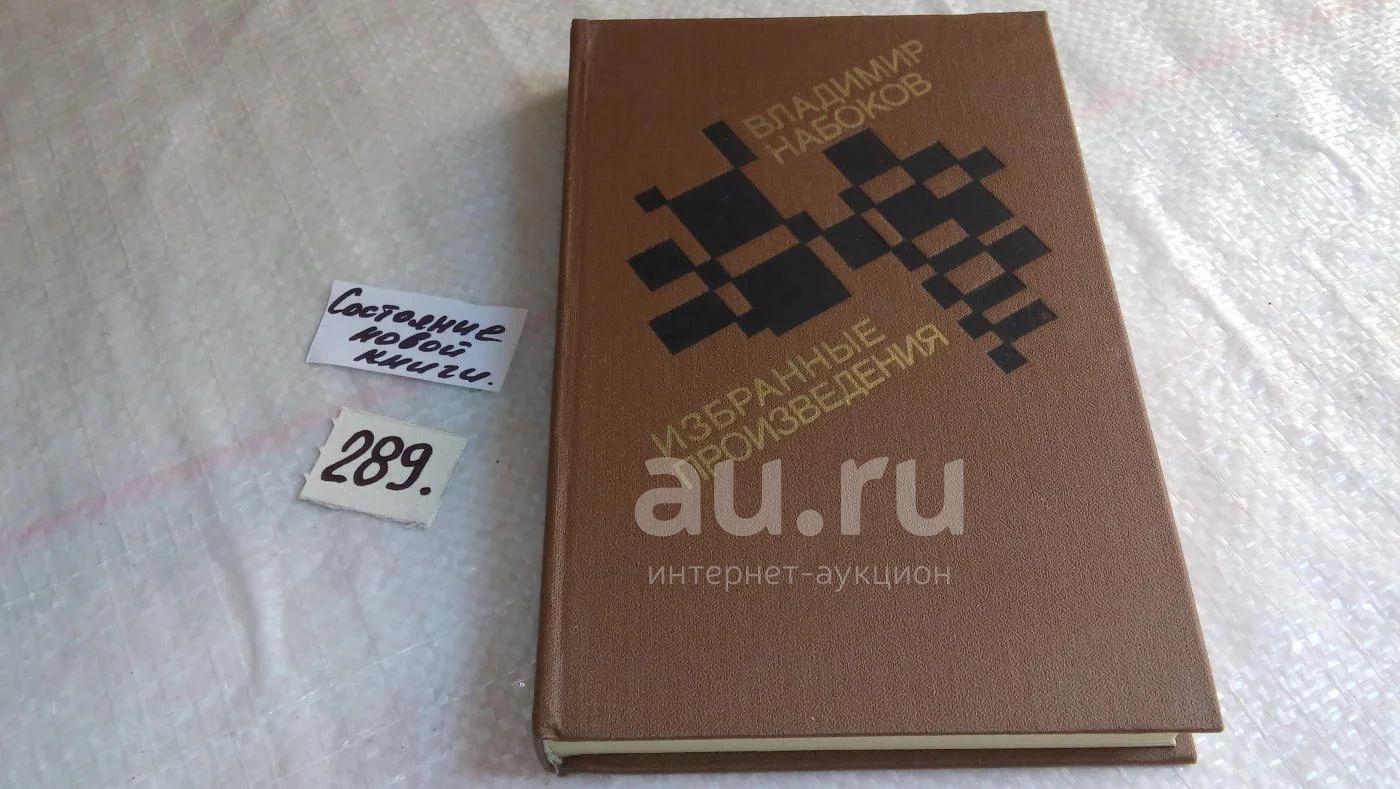 ВЛАДИМИР
НАБОКОВ
ИЗБРАННЫЕ
ПРОИЗВЕДЕНИЯ
Состояние
новой
книги.
289.
au.ru
интернет-аукцион